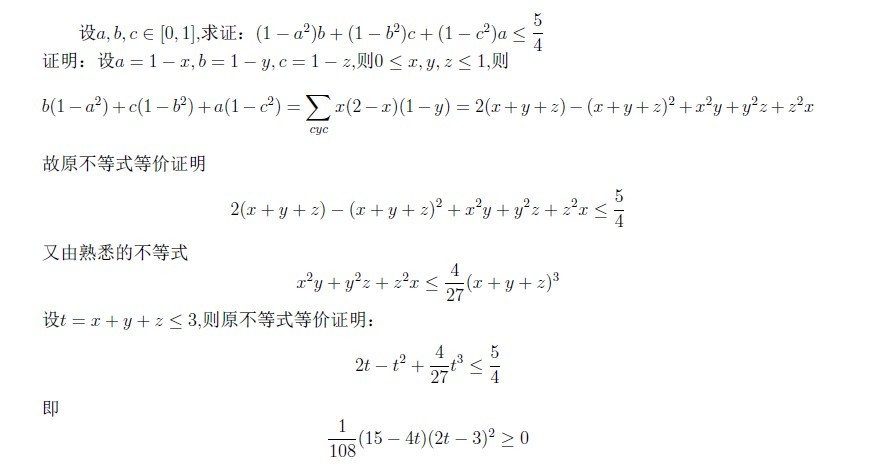 设a, b, c ∈ [0, 1],求证：(1 − a²)b + (1 − b²)c + (1 − c²)a ≤ 5/4
证明：设a = 1 − x, b = 1 − y, c = 1 − z,则0 ≤ x, y, z ≤ 1,则
b(1 − a²) + c(1 − b²) + a(1 − c²) = ∑_{cyc} x(2 − x)(1 − y) = 2(x + y + z) − (x + y + z)² + x²y + y²z + z²x
故原不等式等价证明
2(x + y + z) − (x + y + z)² + x²y + y²z + z²x ≤ 5/4
又由熟悉的不等式
x²y + y²z + z²x ≤ 4/27 (x + y + z)³
设t = x + y + z ≤ 3,则原不等式等价证明：
2t − t² + 4/27 t³ ≤ 5/4
即
1/108 (15 − 4t)(2t − 3)² ≥ 0